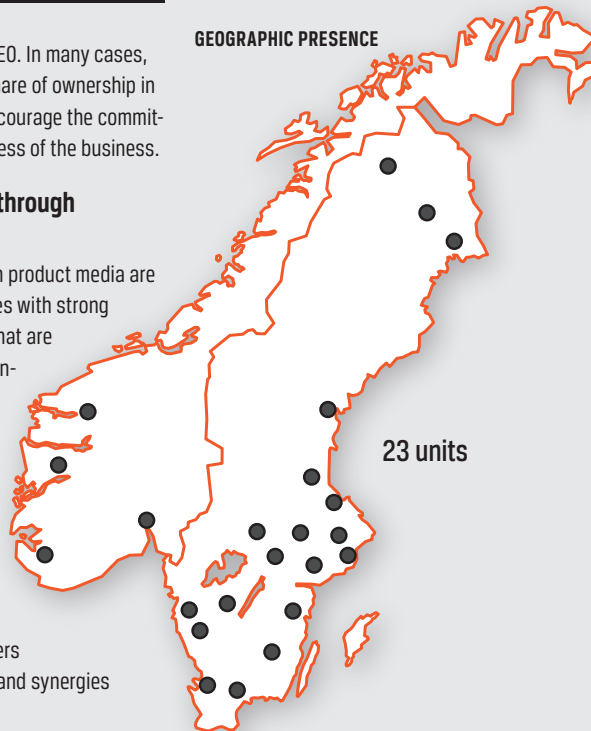 GEOGRAPHIC PRESENCE
EO. In many cases,
are of ownership in
courage the commit-
ess of the business.
through
product media are
es with strong
hat are
n-
ers
and synergies
23 units